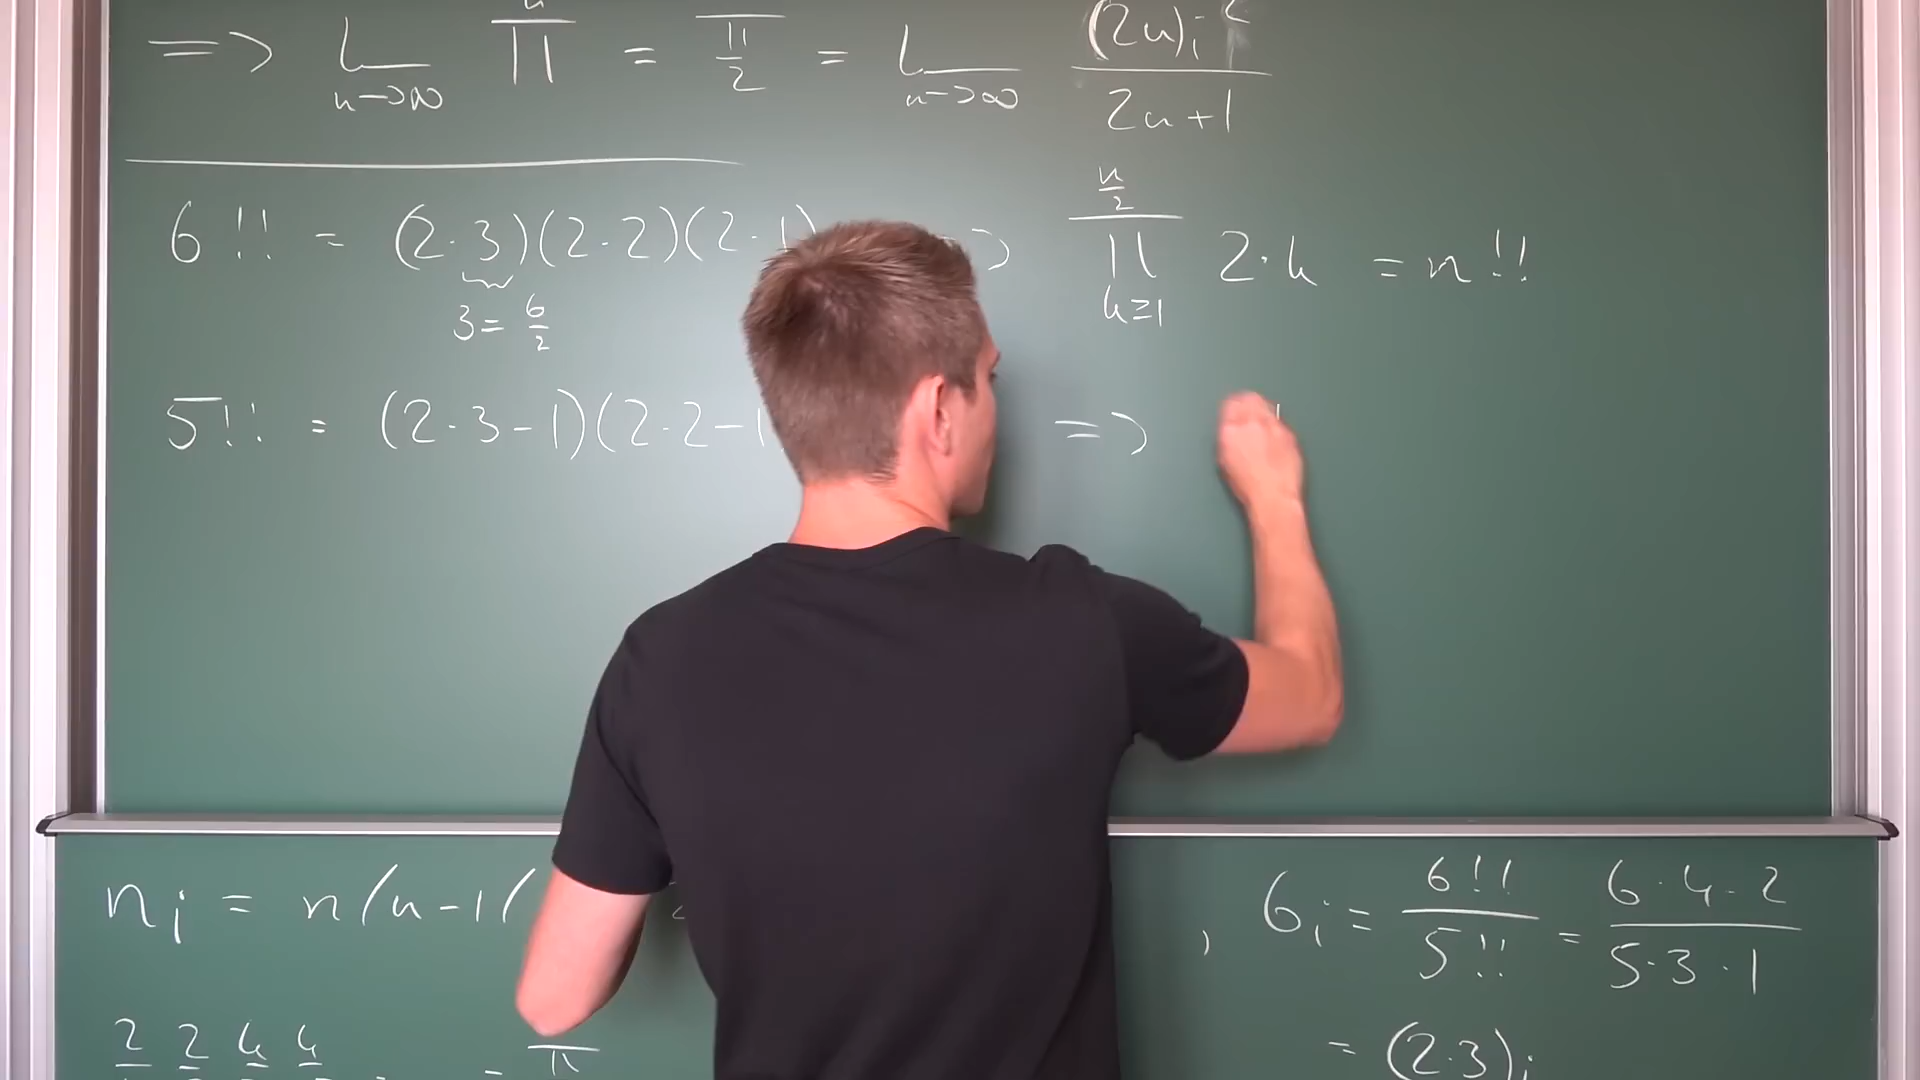 => L n->∞ n ∏ = π/2 = L n->∞ (2n)¡² / 2n+1
6!! = (2·3)(2·2)(2·1) => n/2 ∏ k≥1 2·k = n!!
3 = 6/2
5!! = (2·3-1)(2·2-1 =>
n¡ = n/(n-1/( , 6¡ = 6!!/5!! = 6·4·2/5·3·1
2 2 4 4 = π = (2·3)¡